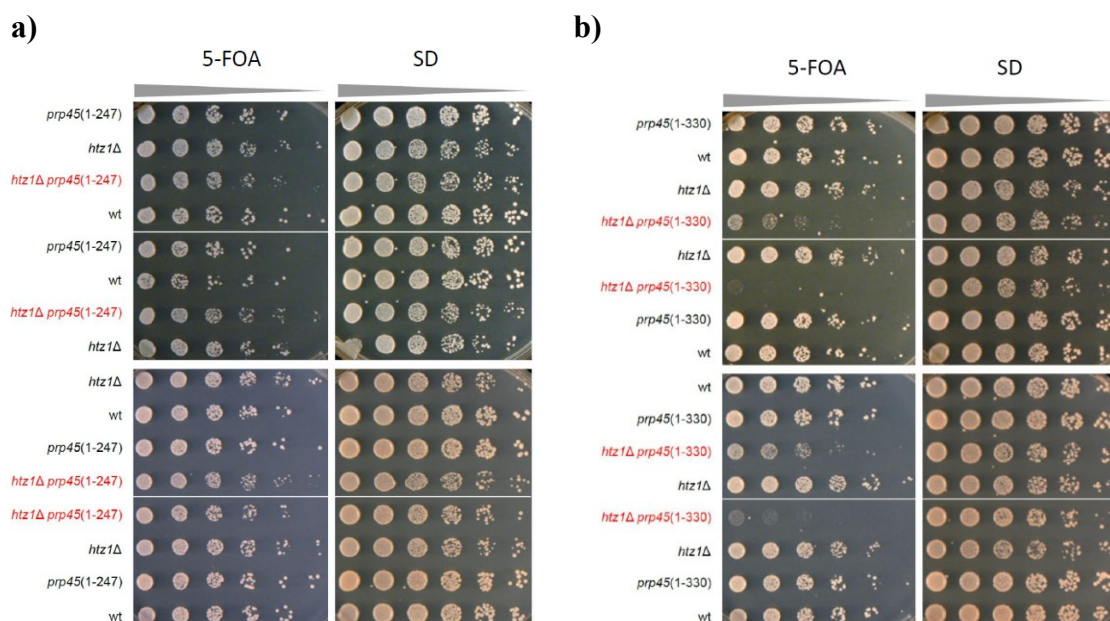 a)
5-FOA SD
prp45(1-247)
htz1Δ
htz1Δ prp45(1-247)
wt
prp45(1-247)
wt
htz1Δ prp45(1-247)
htz1Δ
htz1Δ
wt
prp45(1-247)
htz1Δ prp45(1-247)
htz1Δ prp45(1-247)
htz1Δ
prp45(1-247)
wt
b)
5-FOA SD
prp45(1-330)
wt
htz1Δ
htz1Δ prp45(1-330)
htz1Δ
htz1Δ prp45(1-330)
prp45(1-330)
wt
wt
prp45(1-330)
htz1Δ prp45(1-330)
htz1Δ
htz1Δ prp45(1-330)
htz1Δ
prp45(1-330)
wt